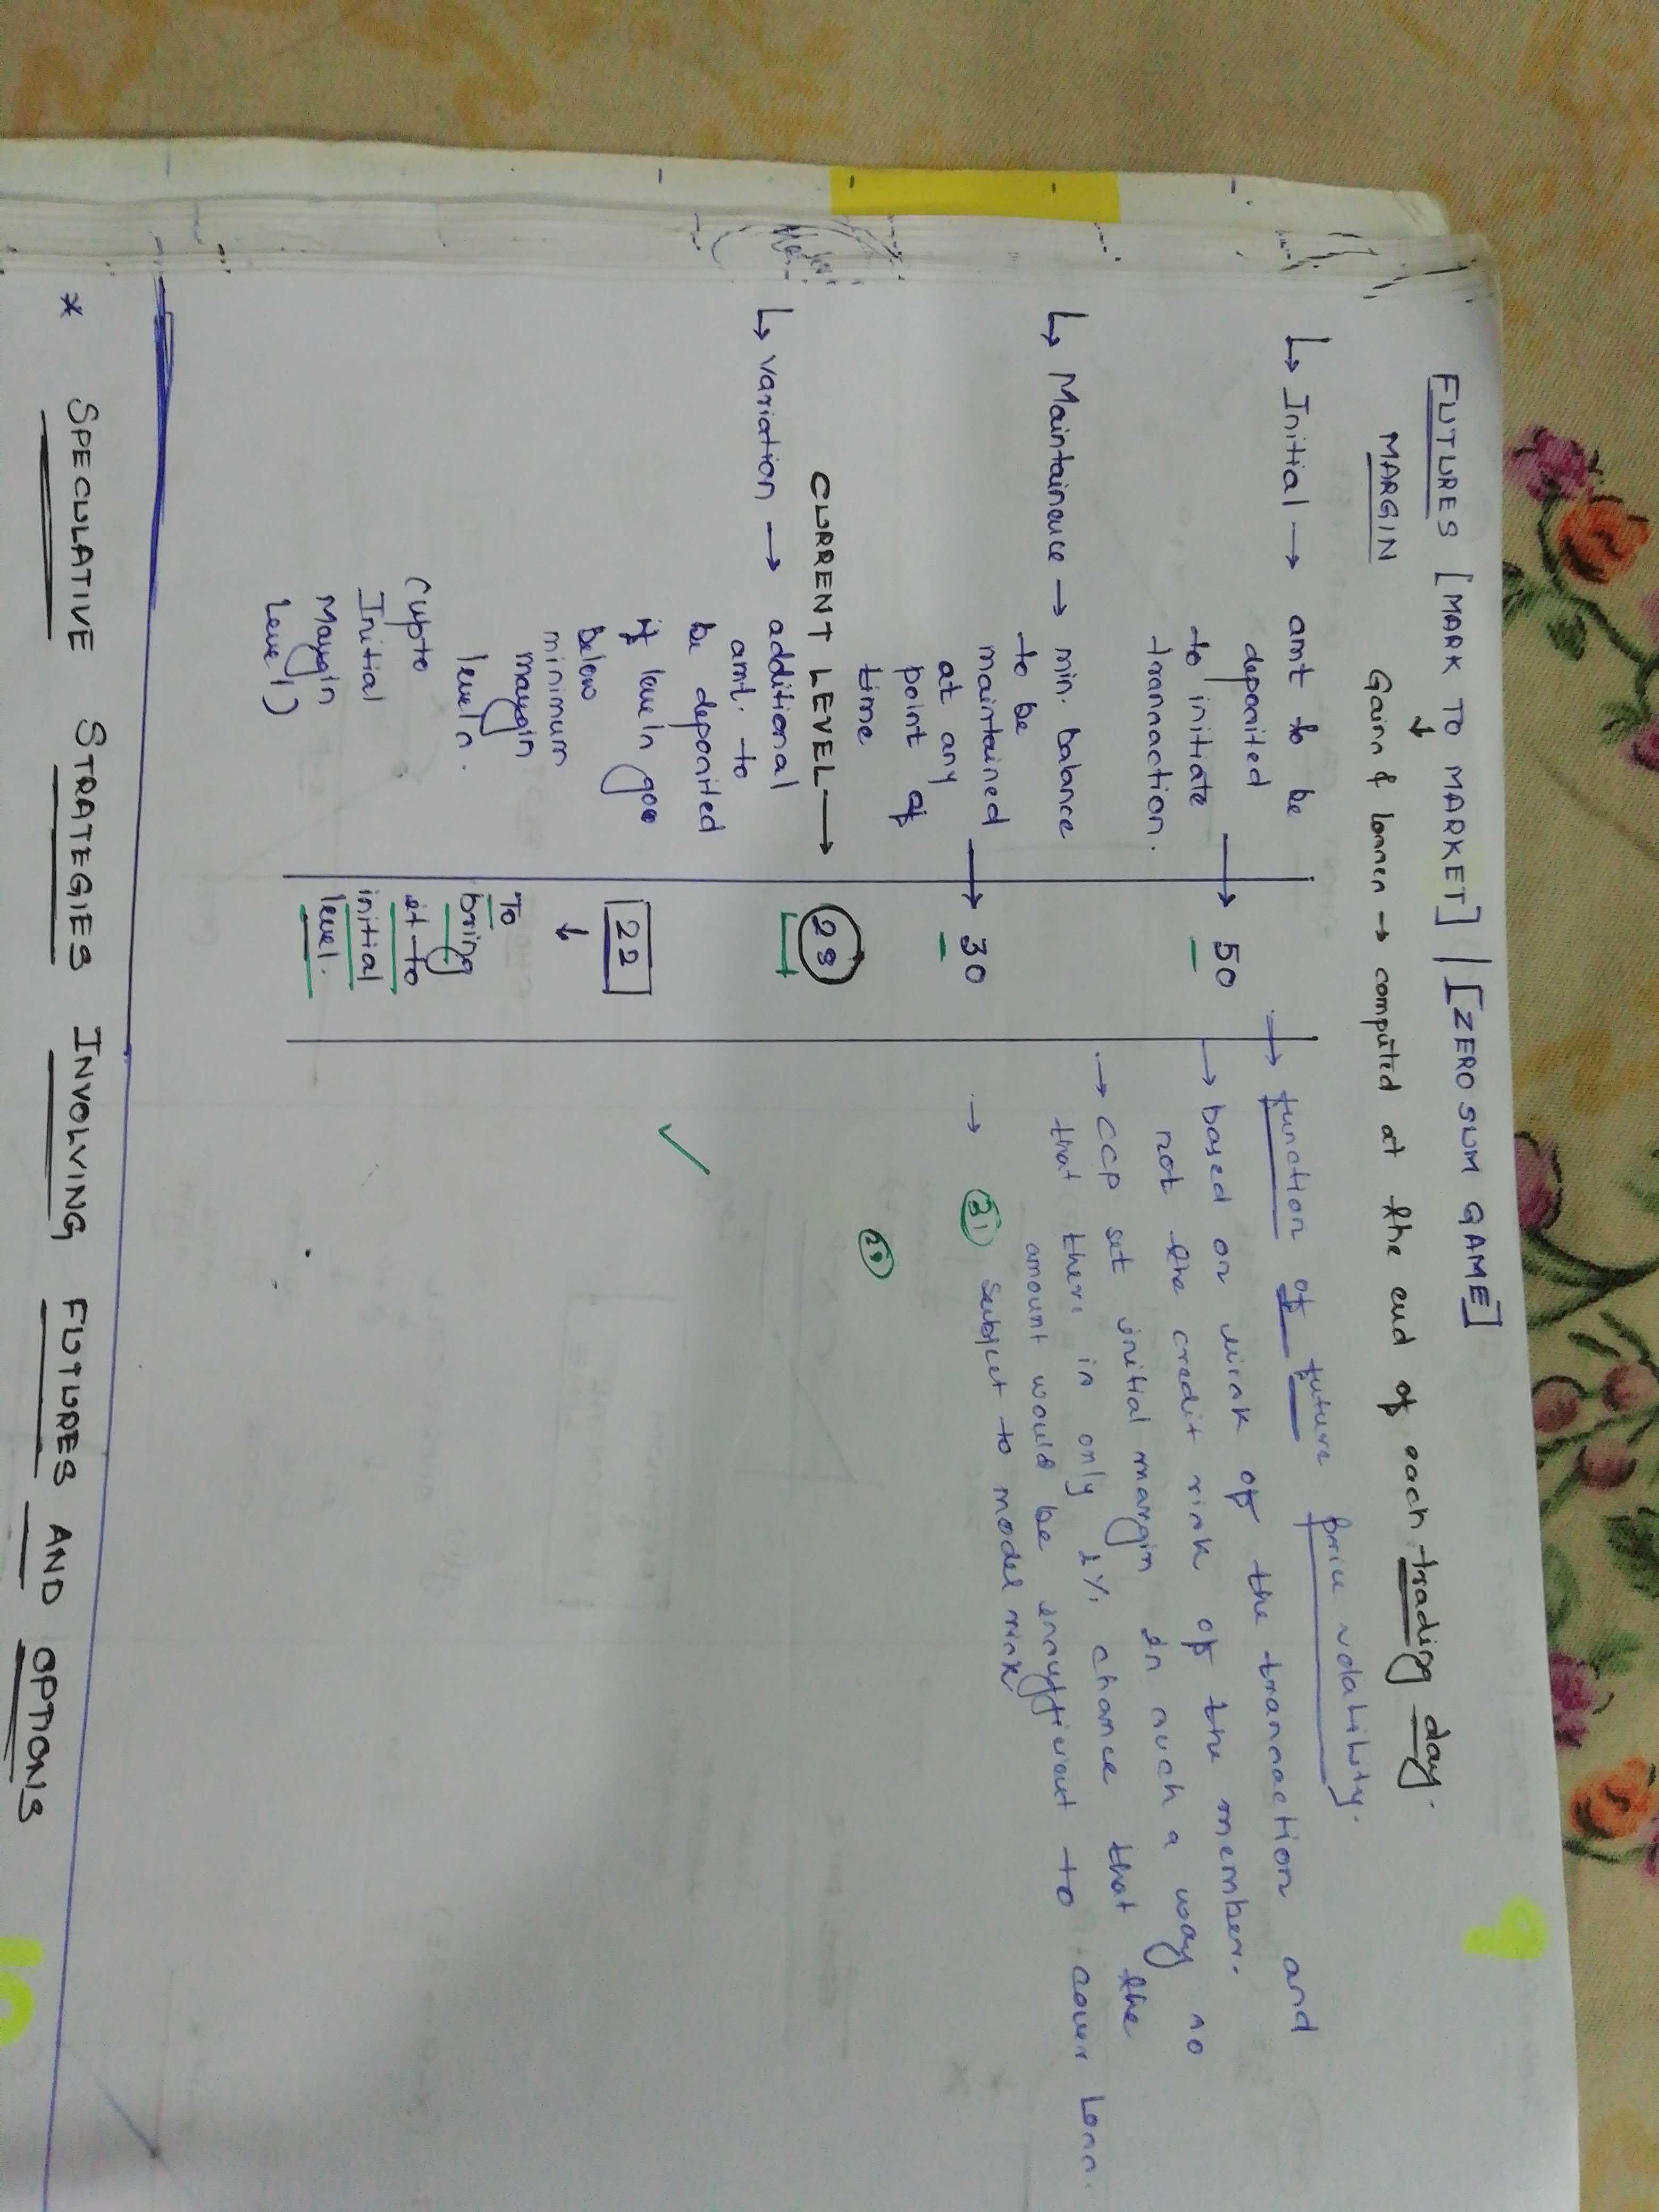 9
FUTURES [MARK TO MARKET] | [ZERO SUM GAME]
↓
MARGIN Gains & losses → computed at the end of each trading day.
↳ Initial → amt to be
deposited
to initiate
transaction.
→ 50
↳ Maintainence → min. balance
to be
maintained
at any
point of
time
→ 30
CURRENT LEVEL → 28
↳ variation → additional
amt. to
be deposited
if levels goes
below
minimum
margin
levels.
(upto
Initial
Margin
level)
22
↓
To
bring
it to
initial
level.
→ function of future price volatility.
→ based on risk of the transaction and
not the credit risk of the member.
→ CCP set initial margin in such a way so
that there is only 1% chance that the
amount would be insufficient to cover loss.
→ Subject to model risk
31
29
* SPECULATIVE STRATEGIES INVOLVING FUTURES AND OPTIONS
10